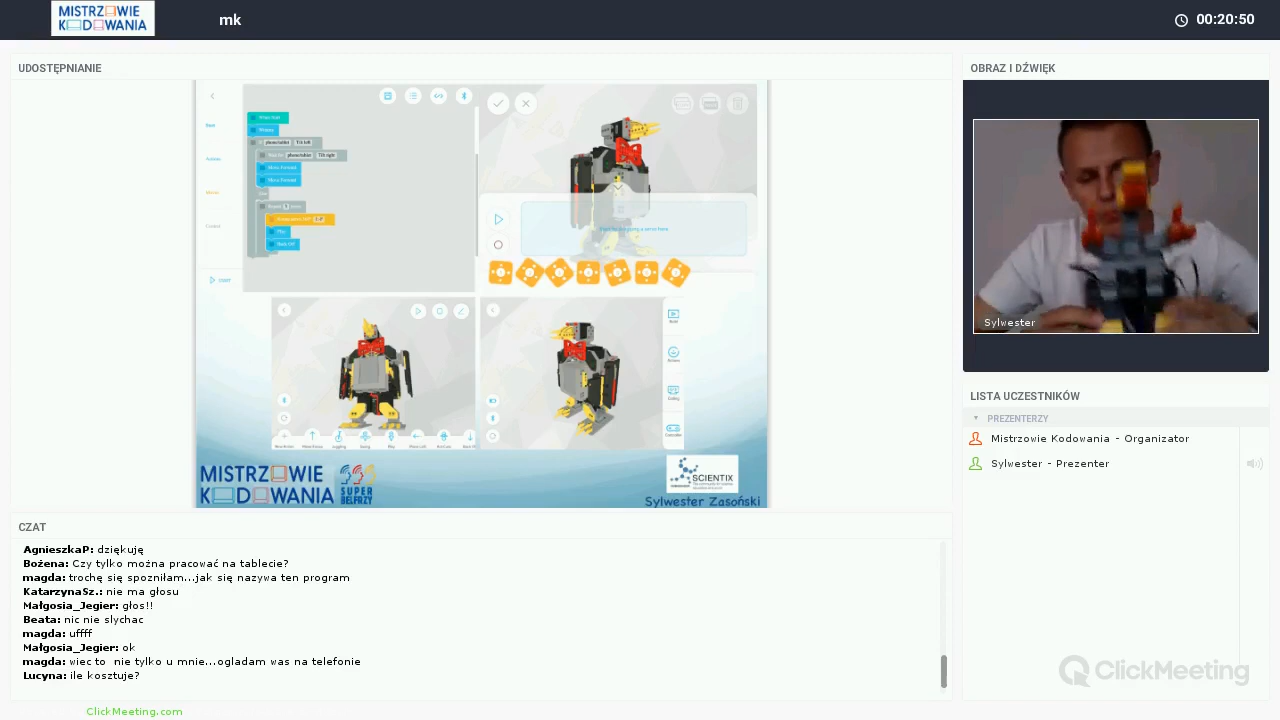 MISTRZOWIE
KODOWANIA
mk
00:20:50
UDOSTĘPNIANIE
OBRAZ I DŹWIĘK
START
MISTRZOWIE
KODOWANIA
SUPER
BELFRZY
SCIENTIX
Sylwester Zasoński
Sylwester
LISTA UCZESTNIKÓW
PREZENTERZY
Mistrzowie Kodowania - Organizator
Sylwester - Prezenter
CZAT
AgnieszkaP: dziękuję
Bożena: Czy tylko można pracować na tablecie?
magda: trochę się spozniłam...jak się nazywa ten program
KatarzynaSz.: nie ma głosu
Małgosia_Jegier: głos!!
Beata: nic nie slychac
magda: uffff
Małgosia_Jegier: ok
magda: wiec to nie tylko u mnie...ogladam was na telefonie
Lucyna: ile kosztuje?
ClickMeeting
ClickMeeting.com